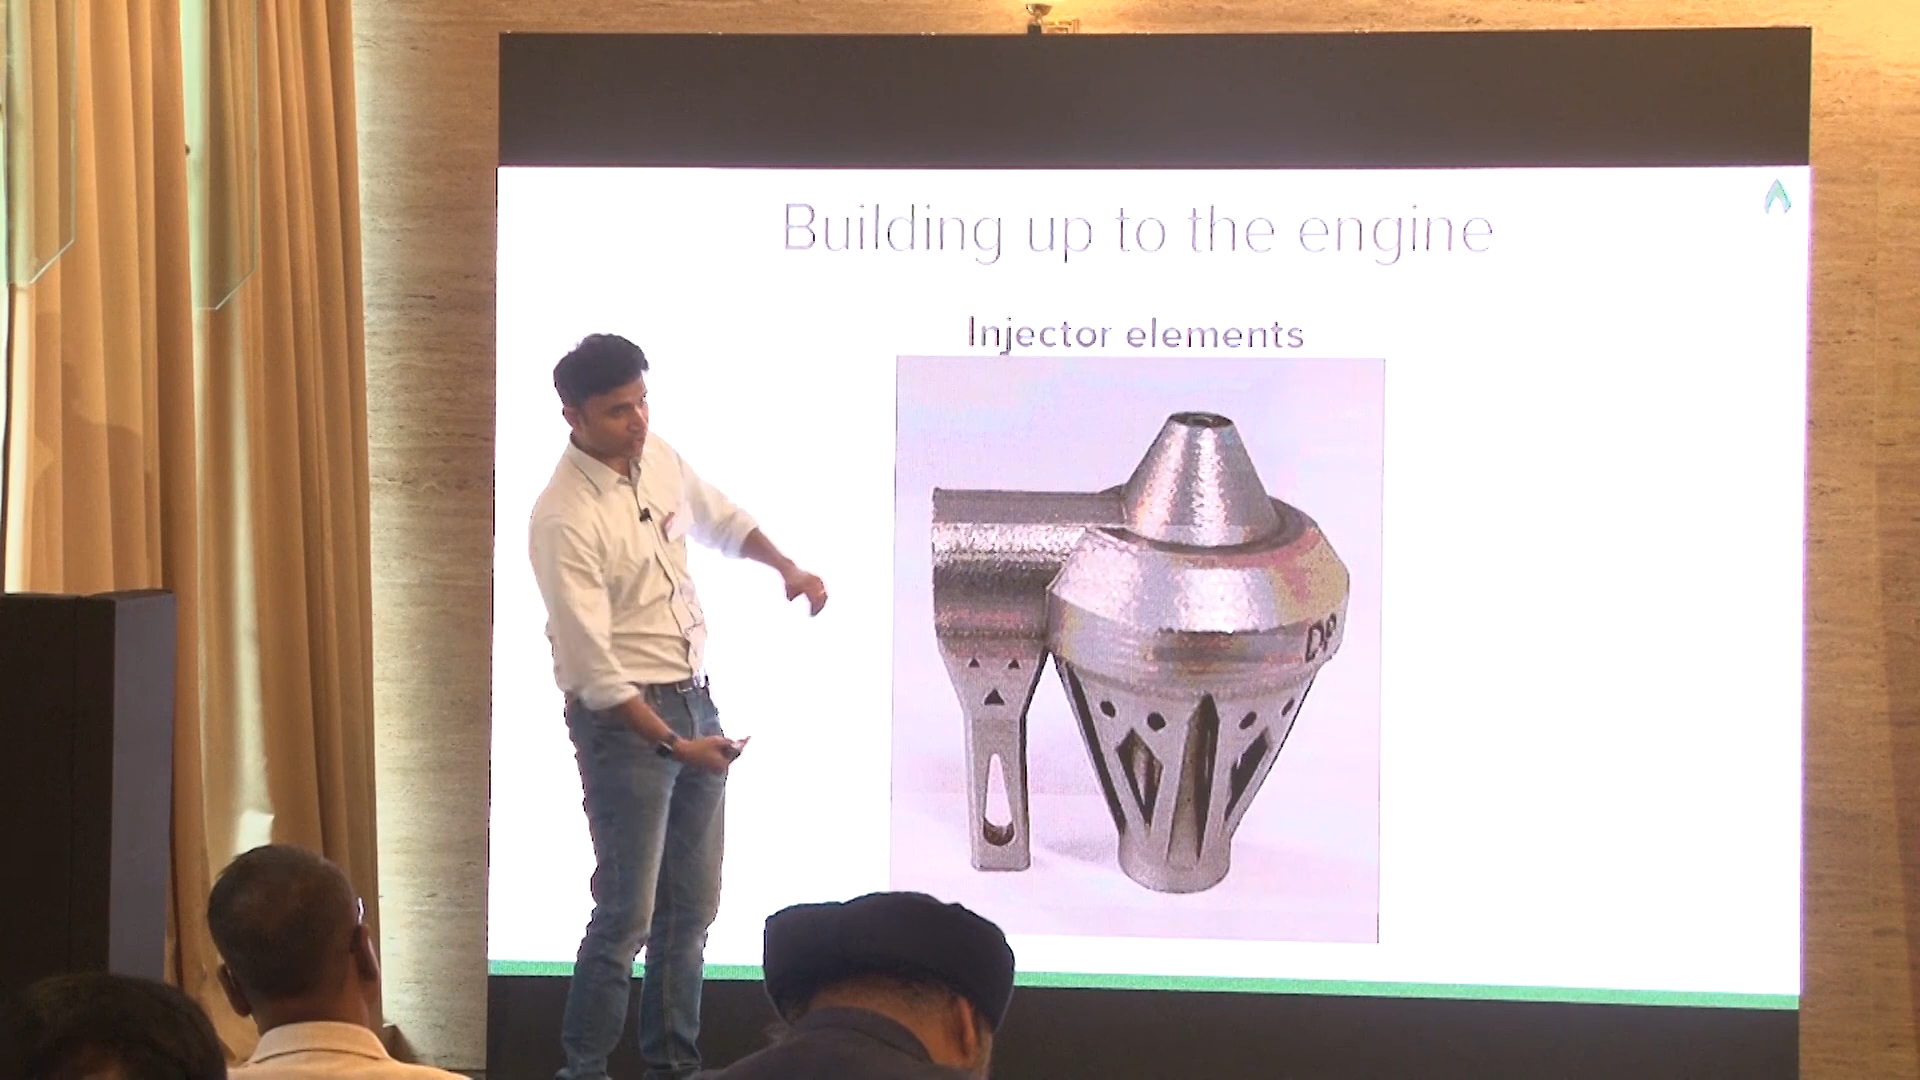 Building up to the engine
Injector elements